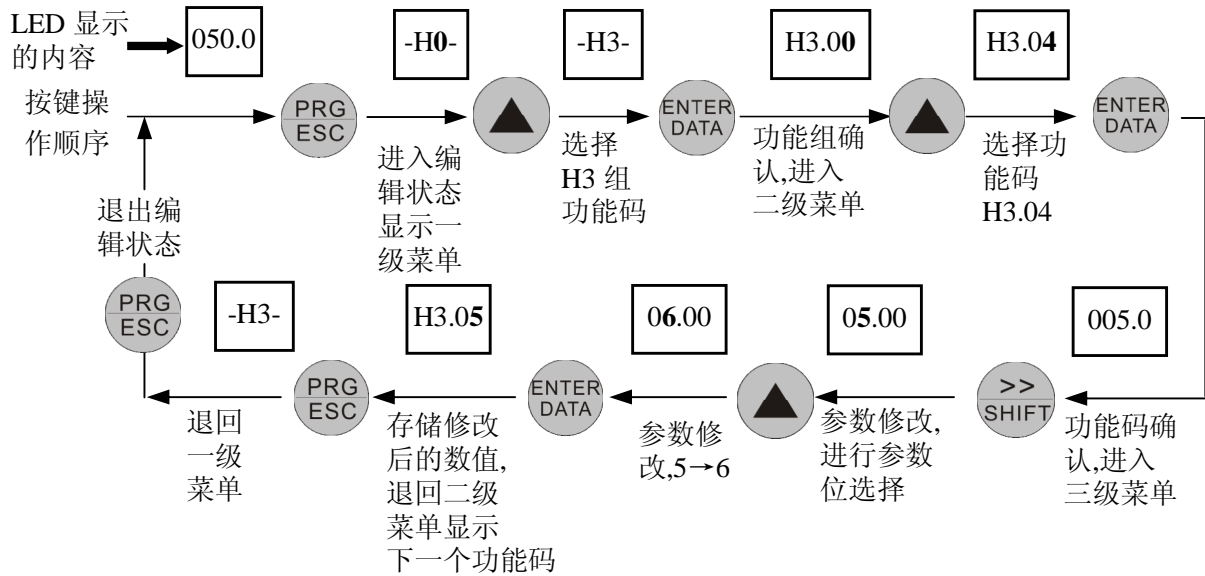 LED 显示
的内容
050.0
-H0-
-H3-
H3.00
H3.04
按键操
作顺序
PRG
ESC
进入编
辑状态
显示一
级菜单
▲
选择
H3 组
功能码
ENTER
DATA
功能组确
认,进入
二级菜单
▲
选择功
能码
H3.04
ENTER
DATA
退出编
辑状态
PRG
ESC
-H3-
H3.05
06.00
05.00
005.0
退回
一级
菜单
PRG
ESC
存储修改
后的数值,
退回二级
菜单显示
下一个功能码
ENTER
DATA
参数修
改,5→6
▲
参数修改,
进行参数
位选择
>>
SHIFT
功能码确
认,进入
三级菜单